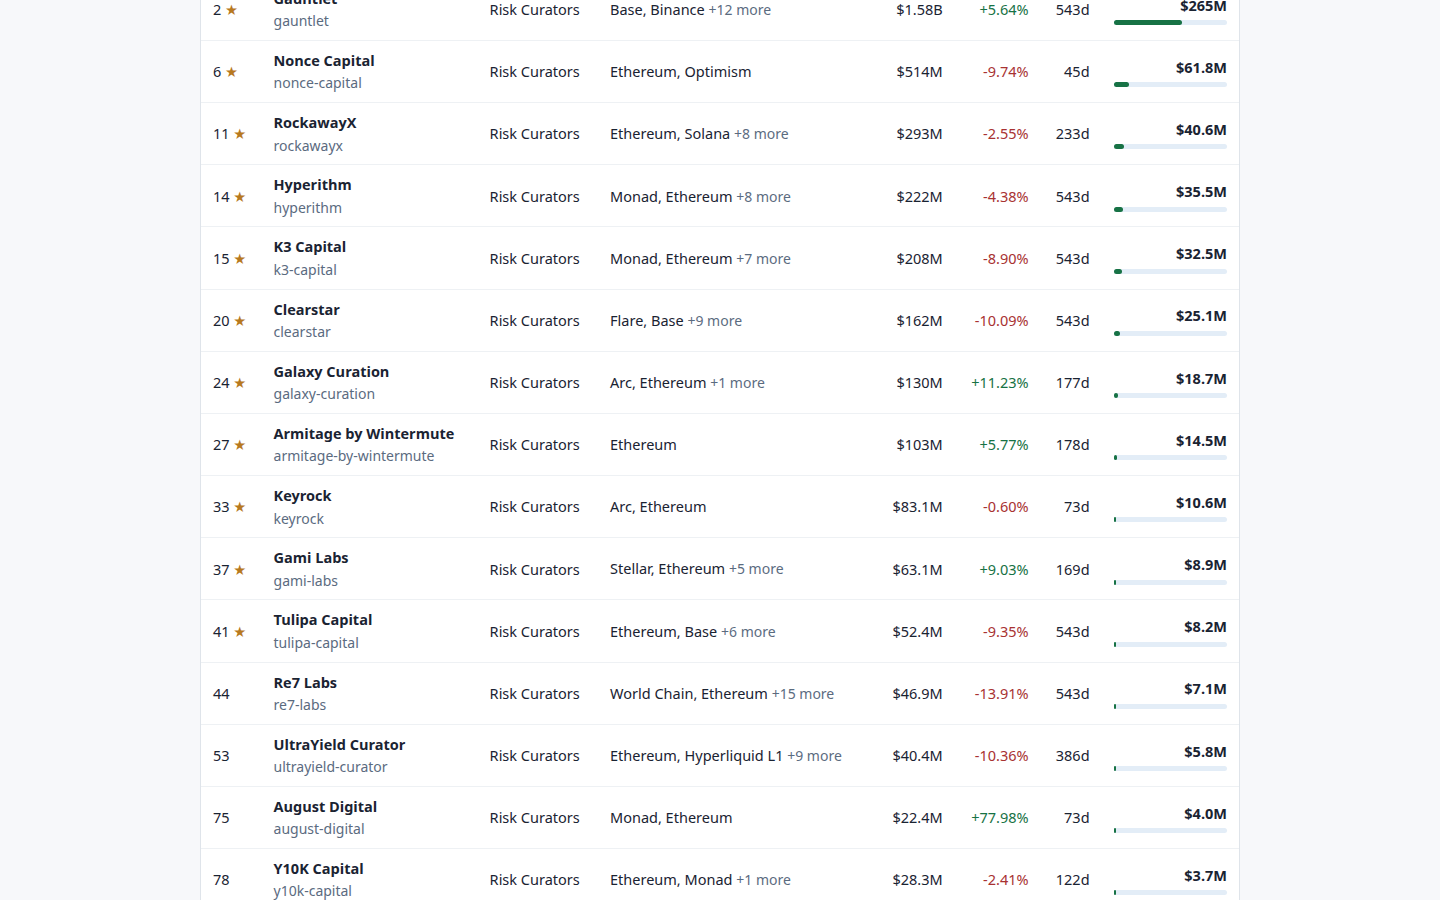 2 ★ Gauntlet Risk Curators Base, Binance +12 more $1.58B +5.64% 543d $265M
gauntlet
6 ★ Nonce Capital Risk Curators Ethereum, Optimism $514M -9.74% 45d $61.8M
nonce-capital
11 ★ RockawayX Risk Curators Ethereum, Solana +8 more $293M -2.55% 233d $40.6M
rockawayx
14 ★ Hyperithm Risk Curators Monad, Ethereum +8 more $222M -4.38% 543d $35.5M
hyperithm
15 ★ K3 Capital Risk Curators Monad, Ethereum +7 more $208M -8.90% 543d $32.5M
k3-capital
20 ★ Clearstar Risk Curators Flare, Base +9 more $162M -10.09% 543d $25.1M
clearstar
24 ★ Galaxy Curation Risk Curators Arc, Ethereum +1 more $130M +11.23% 177d $18.7M
galaxy-curation
27 ★ Armitage by Wintermute Risk Curators Ethereum $103M +5.77% 178d $14.5M
armitage-by-wintermute
33 ★ Keyrock Risk Curators Arc, Ethereum $83.1M -0.60% 73d $10.6M
keyrock
37 ★ Gami Labs Risk Curators Stellar, Ethereum +5 more $63.1M +9.03% 169d $8.9M
gami-labs
41 ★ Tulipa Capital Risk Curators Ethereum, Base +6 more $52.4M -9.35% 543d $8.2M
tulipa-capital
44 Re7 Labs Risk Curators World Chain, Ethereum +15 more $46.9M -13.91% 543d $7.1M
re7-labs
53 UltraYield Curator Risk Curators Ethereum, Hyperliquid L1 +9 more $40.4M -10.36% 386d $5.8M
ultrayield-curator
75 August Digital Risk Curators Monad, Ethereum $22.4M +77.98% 73d $4.0M
august-digital
78 Y10K Capital Risk Curators Ethereum, Monad +1 more $28.3M -2.41% 122d $3.7M
y10k-capital